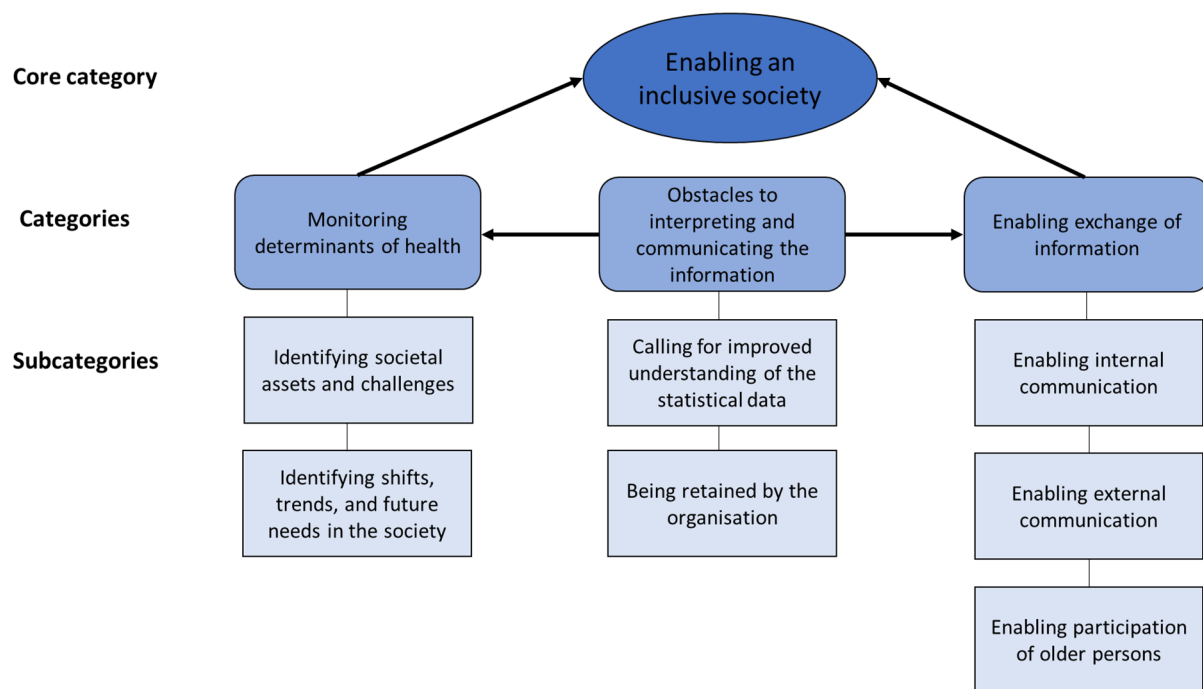 Core category
Enabling an
inclusive society
Categories
Monitoring
determinants of health
Obstacles to
interpreting and
communicating the
information
Enabling exchange of
information
Subcategories
Identifying societal
assets and challenges
Calling for improved
understanding of the
statistical data
Enabling internal
communication
Identifying shifts,
trends, and future
needs in the society
Being retained by the
organisation
Enabling external
communication
Enabling participation
of older persons